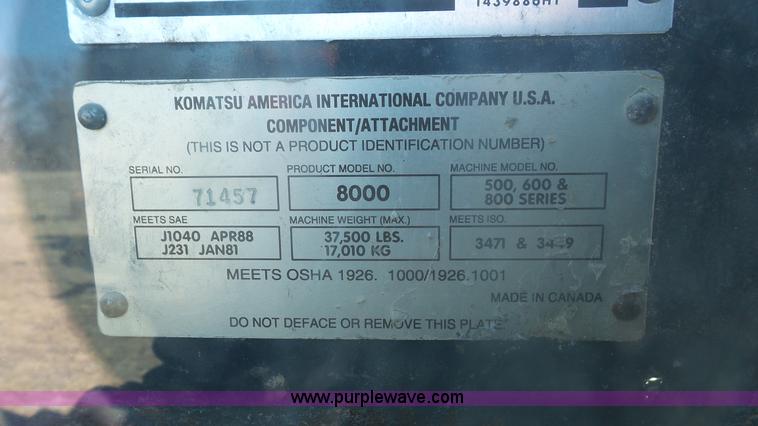 1439886H1
KOMATSU AMERICA INTERNATIONAL COMPANY U.S.A.
COMPONENT/ATTACHMENT
(THIS IS NOT A PRODUCT IDENTIFICATION NUMBER)
SERIAL NO. PRODUCT MODEL NO. MACHINE MODEL NO.
71457 8000 500, 600 &
800 SERIES
MEETS SAE MACHINE WEIGHT (MAX.) MEETS ISO.
J1040 APR88 37,500 LBS. 3471 &
J231 JAN81 17,010 KG
MEETS OSHA 1926. 1000/1926.1001
MADE IN CANADA
DO NOT DEFACE OR REMOVE THIS PLATE
www.purplewave.com